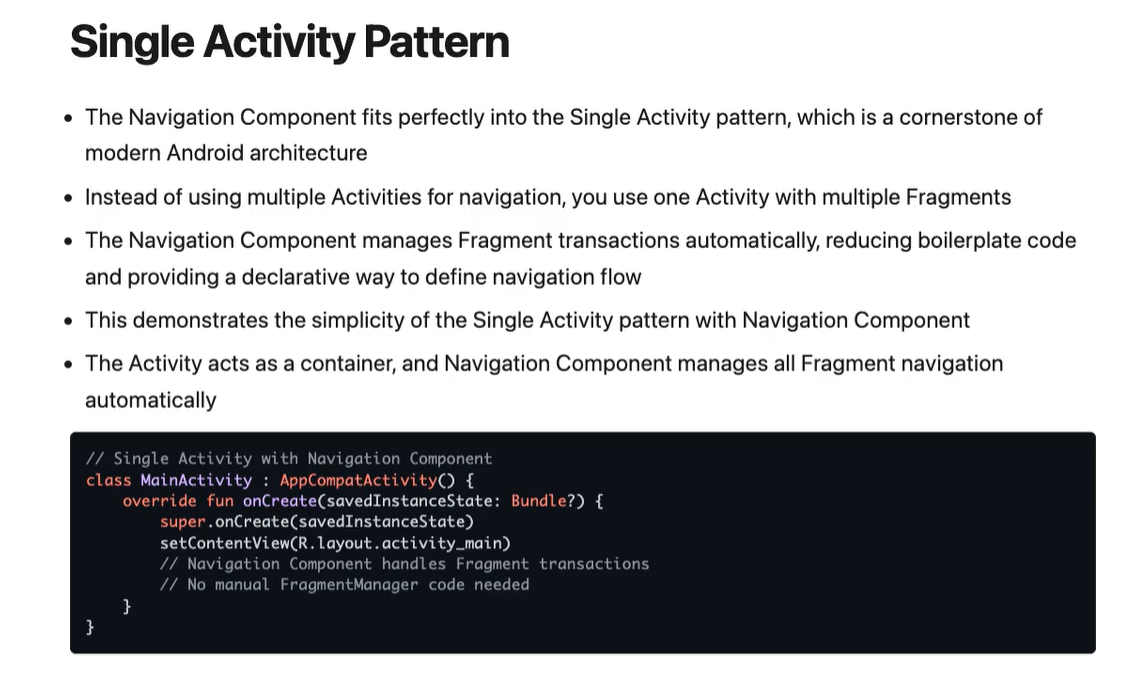 Single Activity Pattern
• The Navigation Component fits perfectly into the Single Activity pattern, which is a cornerstone of
modern Android architecture
• Instead of using multiple Activities for navigation, you use one Activity with multiple Fragments
• The Navigation Component manages Fragment transactions automatically, reducing boilerplate code
and providing a declarative way to define navigation flow
• This demonstrates the simplicity of the Single Activity pattern with Navigation Component
• The Activity acts as a container, and Navigation Component manages all Fragment navigation
automatically
// Single Activity with Navigation Component
class MainActivity : AppCompatActivity() {
    override fun onCreate(savedInstanceState: Bundle?) {
        super.onCreate(savedInstanceState)
        setContentView(R.layout.activity_main)
        // Navigation Component handles Fragment transactions
        // No manual FragmentManager code needed
    }
}